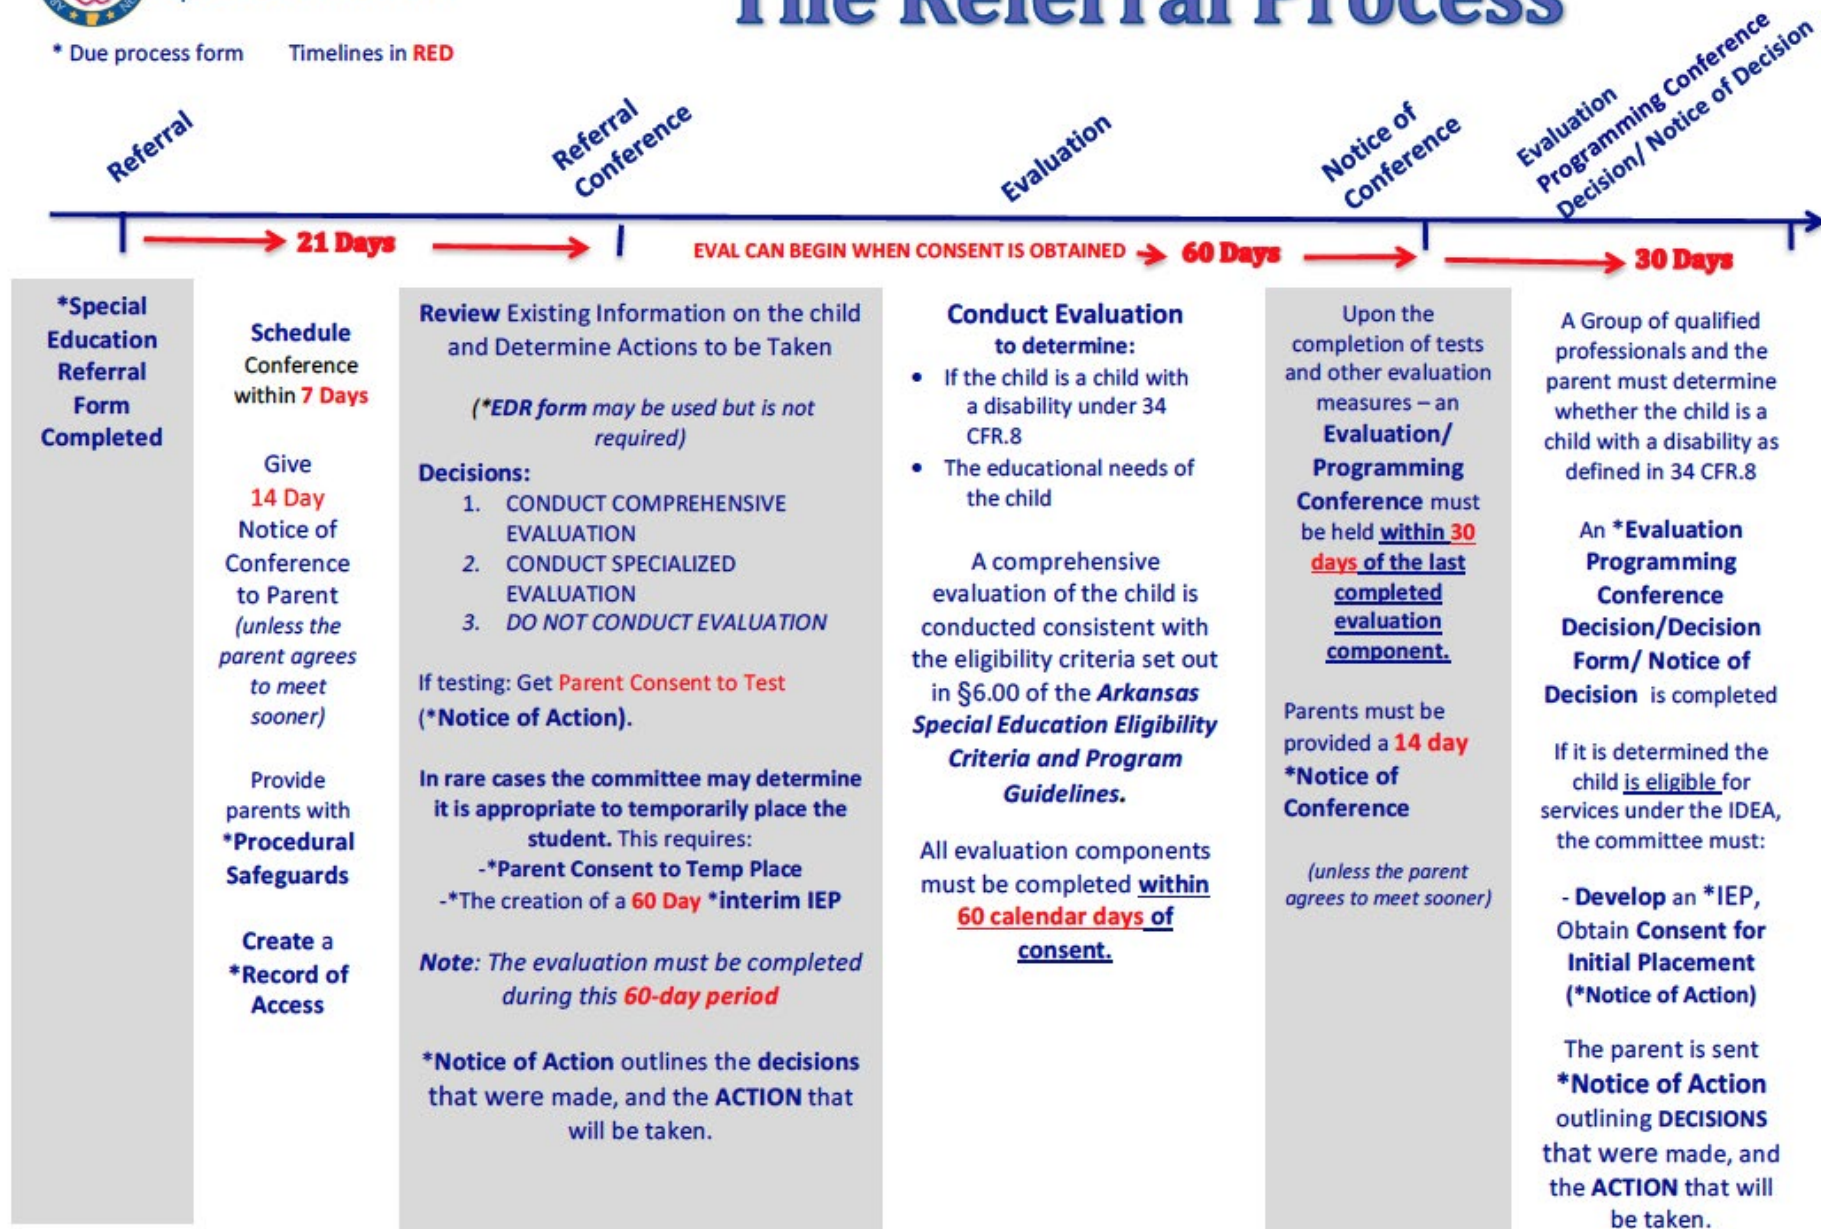 The Referral Process
* Due process form Timelines in RED
Referral
Referral
Conference
Evaluation
Notice of
Conference
Evaluation
Programming Conference
Decision/ Notice of Decision
21 Days
EVAL CAN BEGIN WHEN CONSENT IS OBTAINED
60 Days
30 Days
*Special
Education
Referral
Form
Completed
Schedule
Conference
within 7 Days
Give
14 Day
Notice of
Conference
to Parent
(unless the
parent agrees
to meet
sooner)
Provide
parents with
*Procedural
Safeguards
Create a
*Record of
Access
Review Existing Information on the child
and Determine Actions to be Taken
(*EDR form may be used but is not
required)
Decisions:
1. CONDUCT COMPREHENSIVE
EVALUATION
2. CONDUCT SPECIALIZED
EVALUATION
3. DO NOT CONDUCT EVALUATION
If testing: Get Parent Consent to Test
(*Notice of Action).
In rare cases the committee may determine
it is appropriate to temporarily place the
student. This requires:
-*Parent Consent to Temp Place
-*The creation of a 60 Day *interim IEP
Note: The evaluation must be completed
during this 60-day period
*Notice of Action outlines the decisions
that were made, and the ACTION that
will be taken.
Conduct Evaluation
to determine:
• If the child is a child with
a disability under 34
CFR.8
• The educational needs of
the child
A comprehensive
evaluation of the child is
conducted consistent with
the eligibility criteria set out
in §6.00 of the Arkansas
Special Education Eligibility
Criteria and Program
Guidelines.
All evaluation components
must be completed within
60 calendar days of
consent.
Upon the
completion of tests
and other evaluation
measures – an
Evaluation/
Programming
Conference must
be held within 30
days of the last
completed
evaluation
component.
Parents must be
provided a 14 day
*Notice of
Conference
(unless the parent
agrees to meet sooner)
A Group of qualified
professionals and the
parent must determine
whether the child is a
child with a disability as
defined in 34 CFR.8
An *Evaluation
Programming
Conference
Decision/Decision
Form/ Notice of
Decision is completed
If it is determined the
child is eligible for
services under the IDEA,
the committee must:
- Develop an *IEP,
Obtain Consent for
Initial Placement
(*Notice of Action)
The parent is sent
*Notice of Action
outlining DECISIONS
that were made, and
the ACTION that will
be taken.